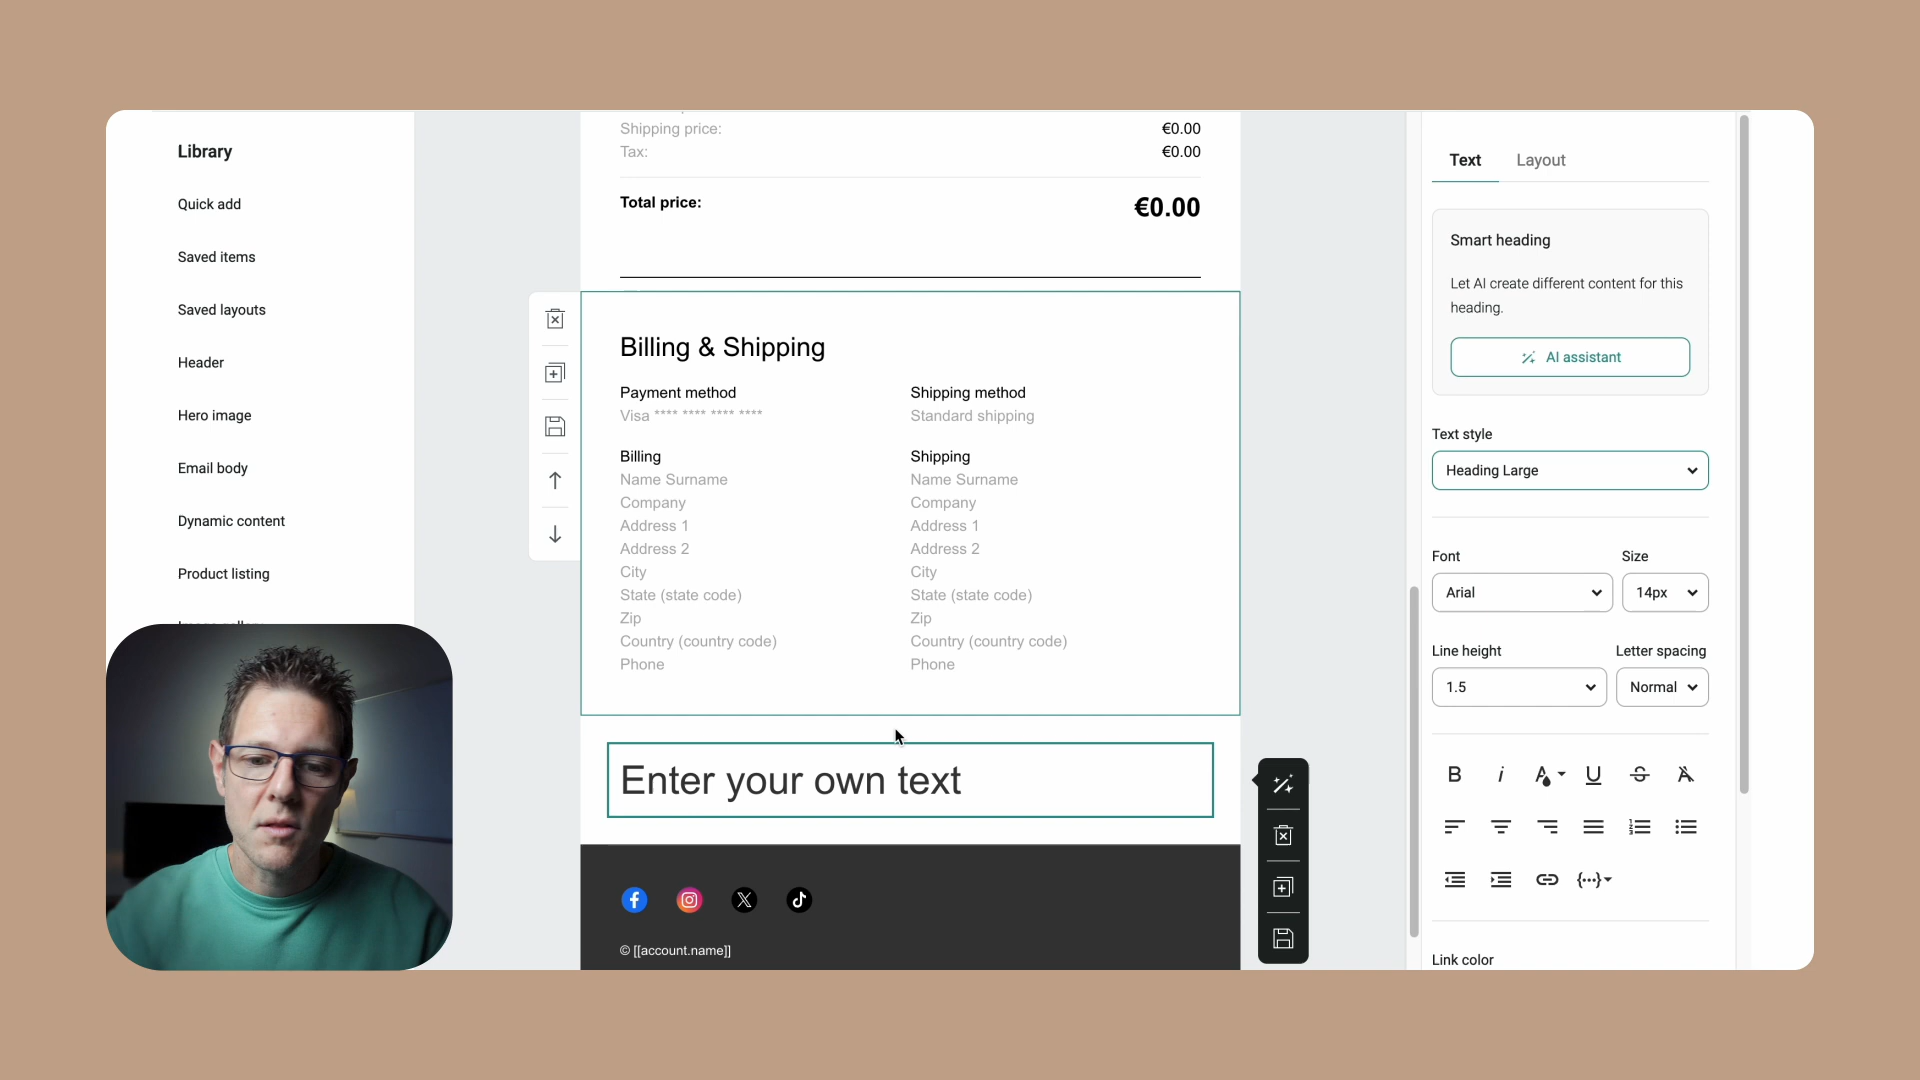 Library
Quick add
Saved items
Saved layouts
Header
Hero image
Email body
Dynamic content
Product listing
Shipping price: €0.00
Tax: €0.00
Total price: €0.00
Billing & Shipping
Payment method
Visa **** **** **** ****
Shipping method
Standard shipping
Billing
Name Surname
Company
Address 1
Address 2
City
State (state code)
Zip
Country (country code)
Phone
Shipping
Name Surname
Company
Address 1
Address 2
City
State (state code)
Zip
Country (country code)
Phone
Enter your own text
© [[account.name]]
Text Layout
Smart heading
Let AI create different content for this
heading.
AI assistant
Text style
Heading Large
Font Size
Arial 14px
Line height Letter spacing
1.5 Normal
Link color